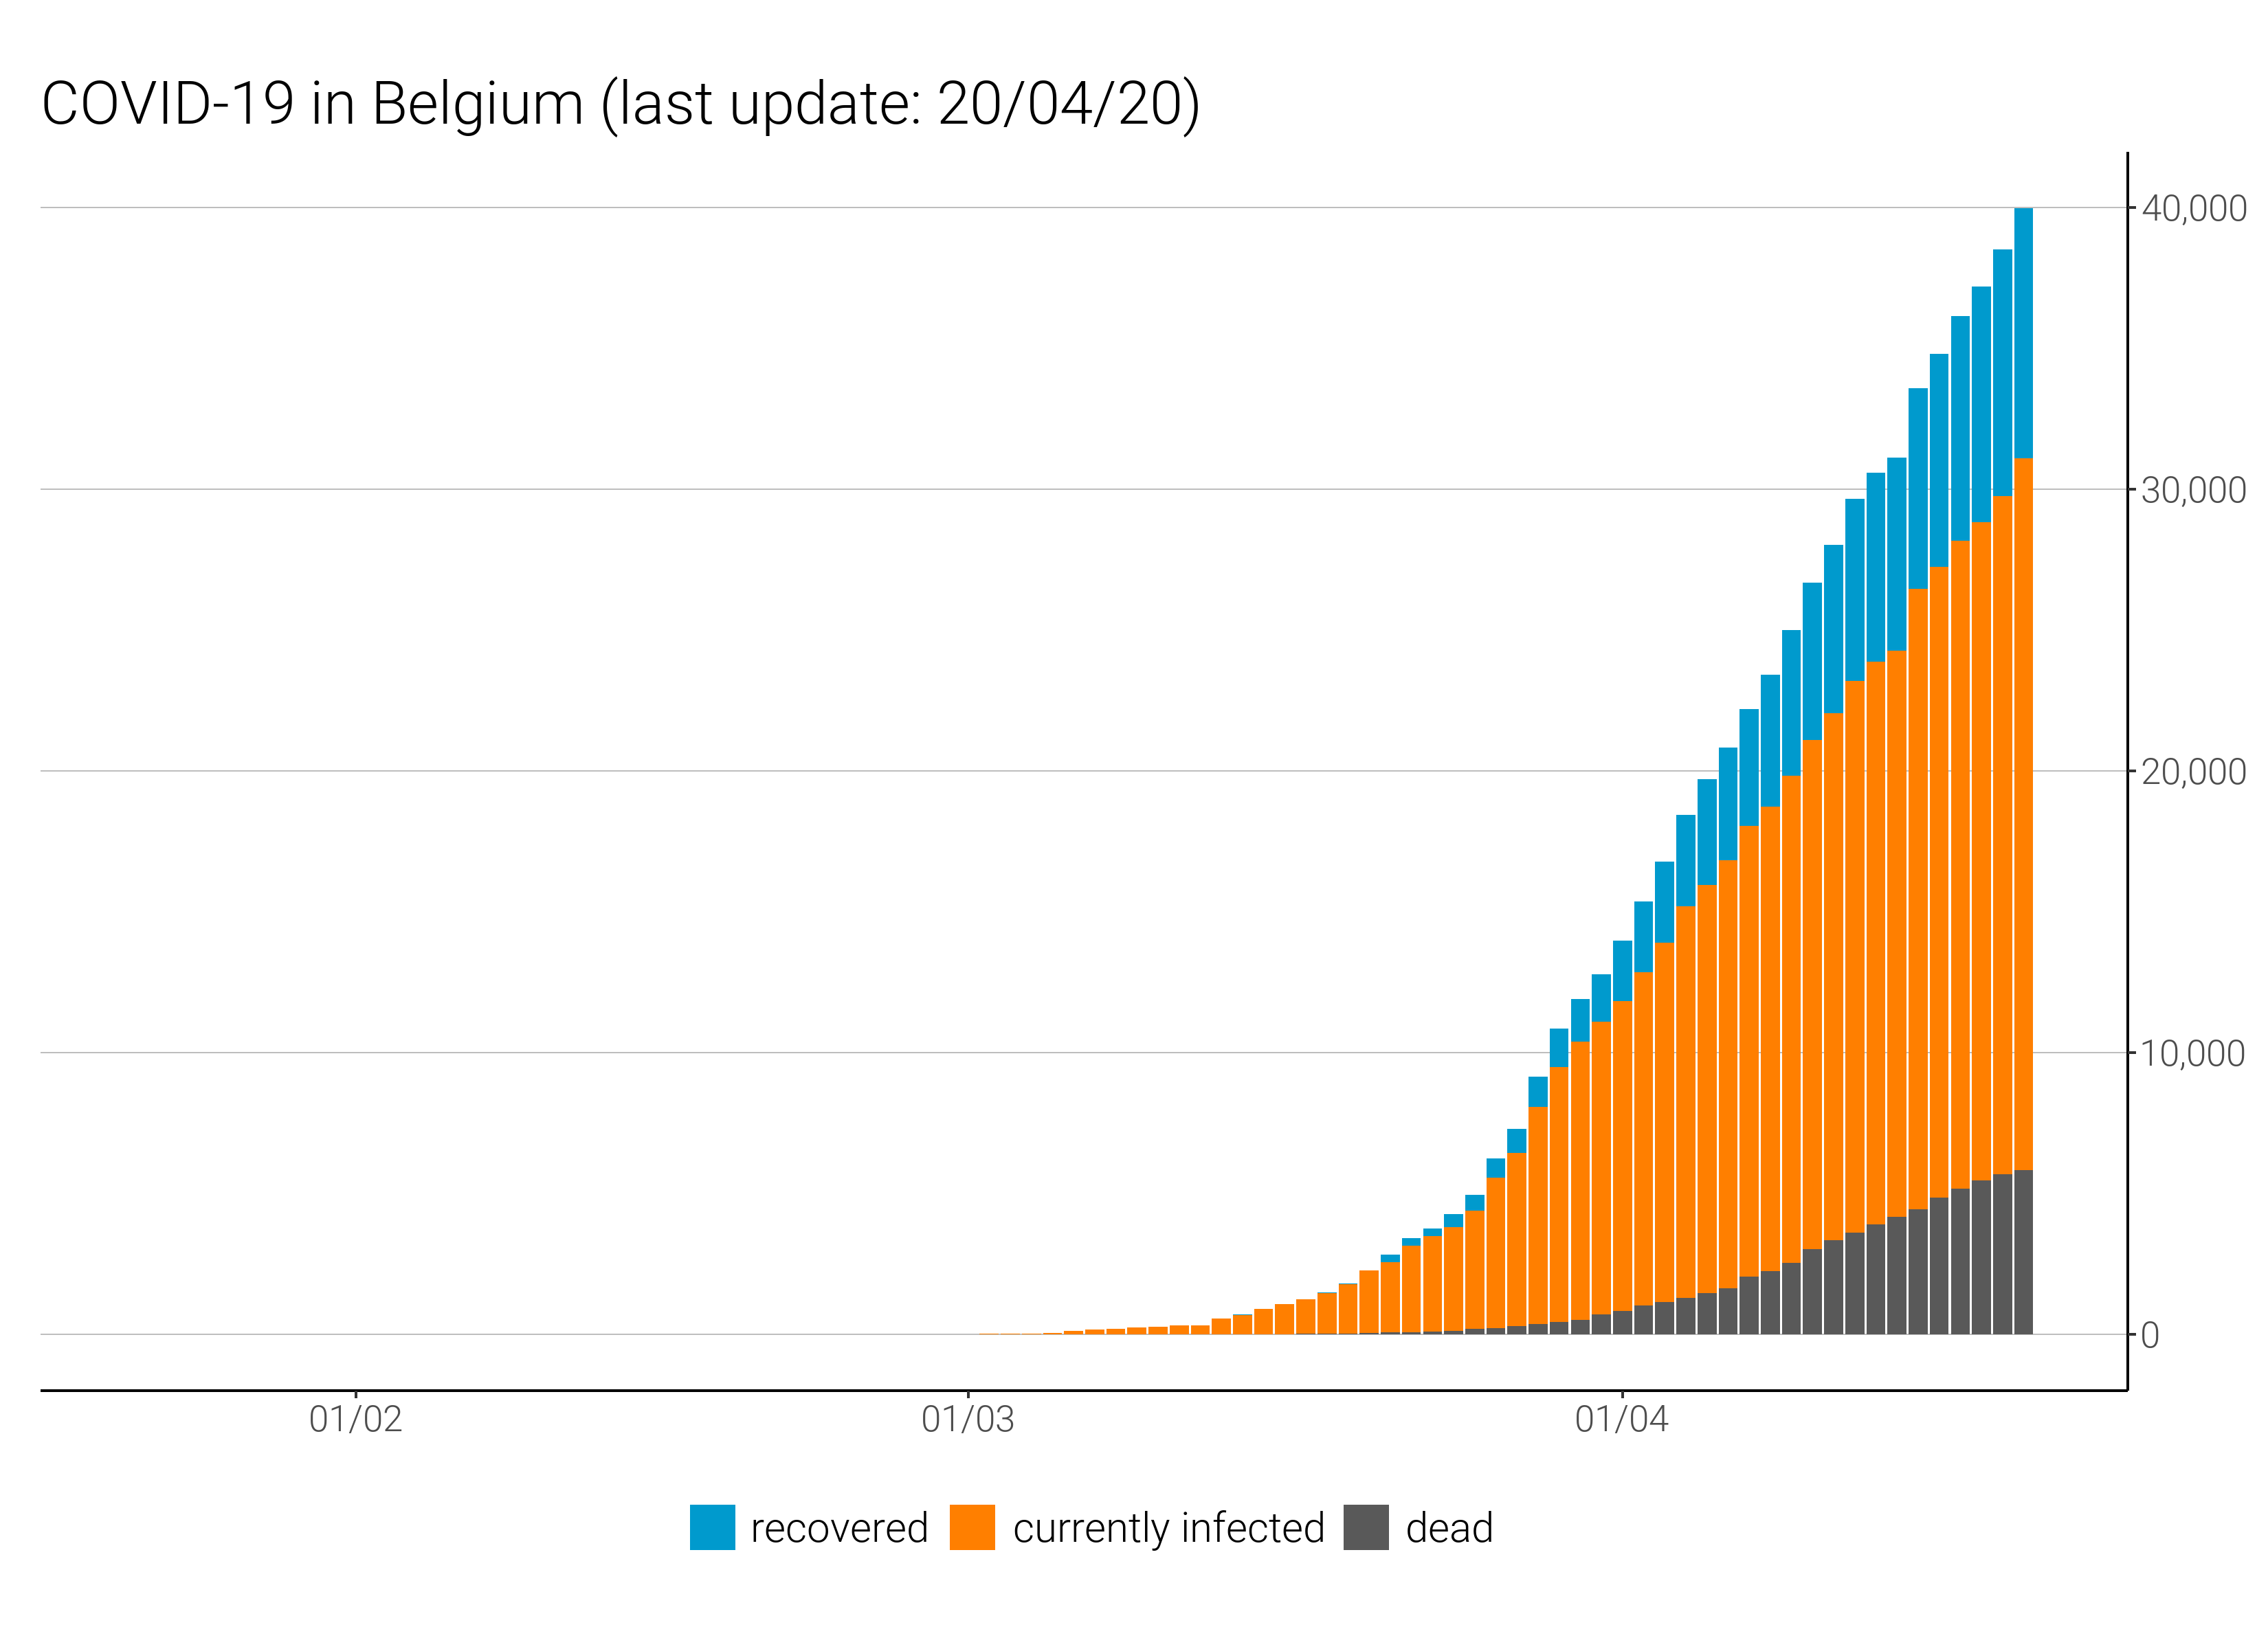 COVID-19 in Belgium (last update: 20/04/20)
40,000
30,000
20,000
10,000
0
01/02 01/03 01/04
recovered currently infected dead